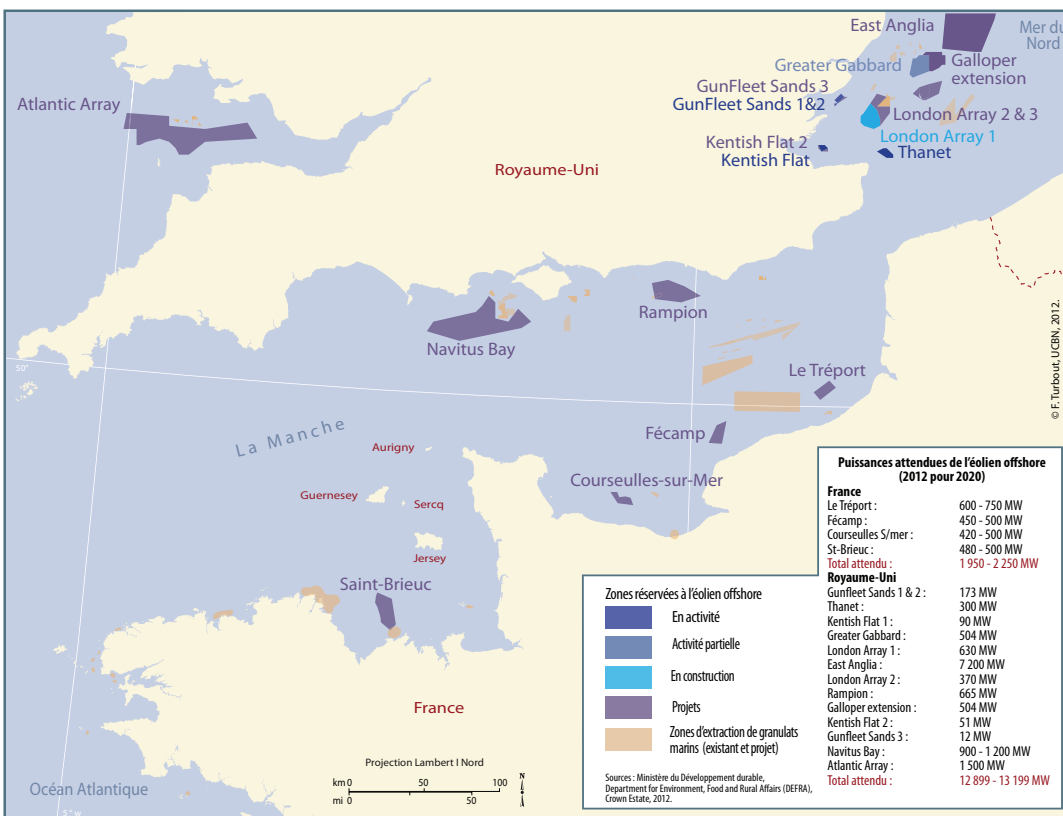 East Anglia
Mer du
Nord
Greater Gabbard
Galloper
extension
GunFleet Sands 3
GunFleet Sands 1&2
Atlantic Array
London Array 2 & 3
London Array 1
Kentish Flat 2
Kentish Flat
Thanet
Royaume-Uni
Rampion
Navitus Bay
50°
Le Tréport
© F. Turbout, UCBN, 2012.
La Manche
Fécamp
Aurigny
Courseulles-sur-Mer
Guernesey
Sercq
Jersey
Saint-Brieuc
France
Projection Lambert I Nord
km 0 50 100
mi 0 50
N
Océan Atlantique
5° w
Zones réservées à l'éolien offshore
En activité
Activité partielle
En construction
Projets
Zones d'extraction de granulats
marins (existant et projet)
Sources : Ministère du Développement durable,
Department for Environment, Food and Rural Affairs (DEFRA),
Crown Estate, 2012.
Puissances attendues de l'éolien offshore
(2012 pour 2020)
France
Le Tréport : 600 - 750 MW
Fécamp : 450 - 500 MW
Courseulles S/mer : 420 - 500 MW
St-Brieuc : 480 - 500 MW
Total attendu : 1 950 - 2 250 MW
Royaume-Uni
Gunfleet Sands 1 & 2 : 173 MW
Thanet : 300 MW
Kentish Flat 1 : 90 MW
Greater Gabbard : 504 MW
London Array 1 : 630 MW
East Anglia : 7 200 MW
London Array 2 : 370 MW
Rampion : 665 MW
Galloper extension : 504 MW
Kentish Flat 2 : 51 MW
Gunfleet Sands 3 : 12 MW
Navitus Bay : 900 - 1 200 MW
Atlantic Array : 1 500 MW
Total attendu : 12 899 - 13 199 MW